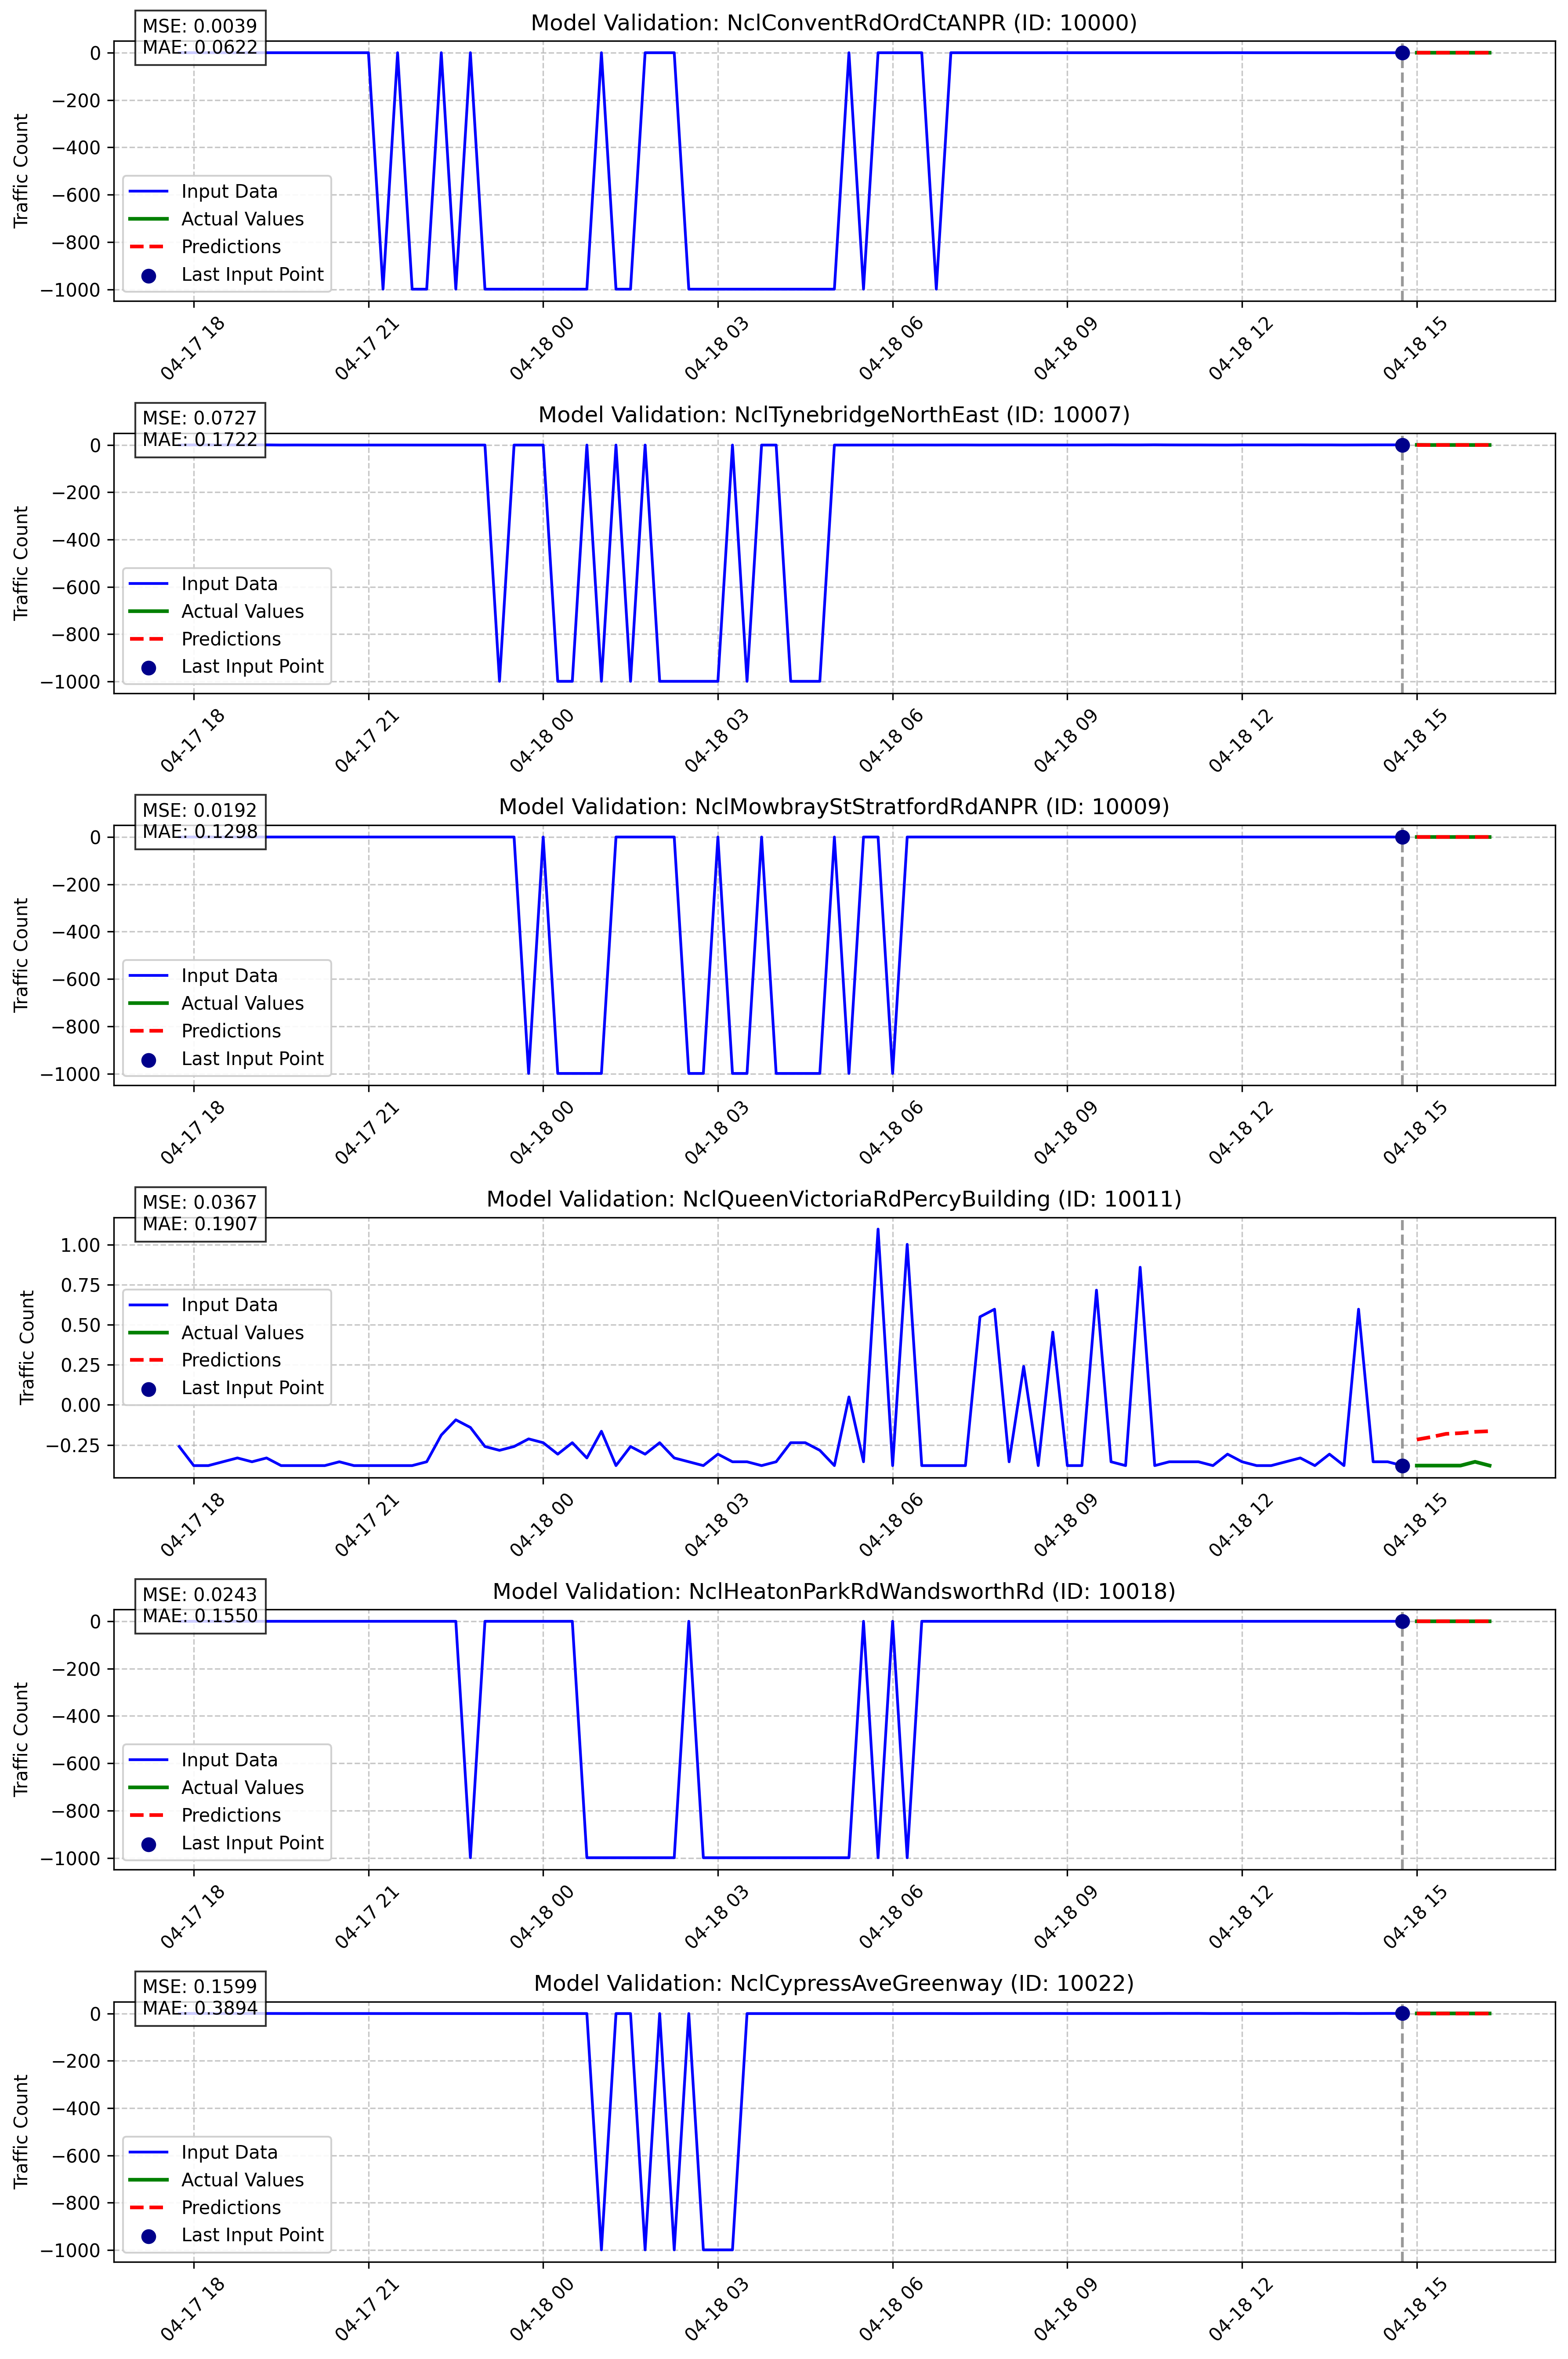 Model Validation: NclConventRdOrdCtANPR (ID: 10000)
MSE: 0.0039
MAE: 0.0622
Traffic Count
0
−200
−400
−600
−800
−1000
Input Data
Actual Values
Predictions
Last Input Point
04-17 18
04-17 21
04-18 00
04-18 03
04-18 06
04-18 09
04-18 12
04-18 15
Model Validation: NclTynebridgeNorthEast (ID: 10007)
MSE: 0.0727
MAE: 0.1722
Traffic Count
0
−200
−400
−600
−800
−1000
Input Data
Actual Values
Predictions
Last Input Point
04-17 18
04-17 21
04-18 00
04-18 03
04-18 06
04-18 09
04-18 12
04-18 15
Model Validation: NclMowbrayStStratfordRdANPR (ID: 10009)
MSE: 0.0192
MAE: 0.1298
Traffic Count
0
−200
−400
−600
−800
−1000
Input Data
Actual Values
Predictions
Last Input Point
04-17 18
04-17 21
04-18 00
04-18 03
04-18 06
04-18 09
04-18 12
04-18 15
Model Validation: NclQueenVictoriaRdPercyBuilding (ID: 10011)
MSE: 0.0367
MAE: 0.1907
Traffic Count
1.00
0.75
0.50
0.25
0.00
−0.25
Input Data
Actual Values
Predictions
Last Input Point
04-17 18
04-17 21
04-18 00
04-18 03
04-18 06
04-18 09
04-18 12
04-18 15
Model Validation: NclHeatonParkRdWandsworthRd (ID: 10018)
MSE: 0.0243
MAE: 0.1550
Traffic Count
0
−200
−400
−600
−800
−1000
Input Data
Actual Values
Predictions
Last Input Point
04-17 18
04-17 21
04-18 00
04-18 03
04-18 06
04-18 09
04-18 12
04-18 15
Model Validation: NclCypressAveGreenway (ID: 10022)
MSE: 0.1599
MAE: 0.3894
Traffic Count
0
−200
−400
−600
−800
−1000
Input Data
Actual Values
Predictions
Last Input Point
04-17 18
04-17 21
04-18 00
04-18 03
04-18 06
04-18 09
04-18 12
04-18 15